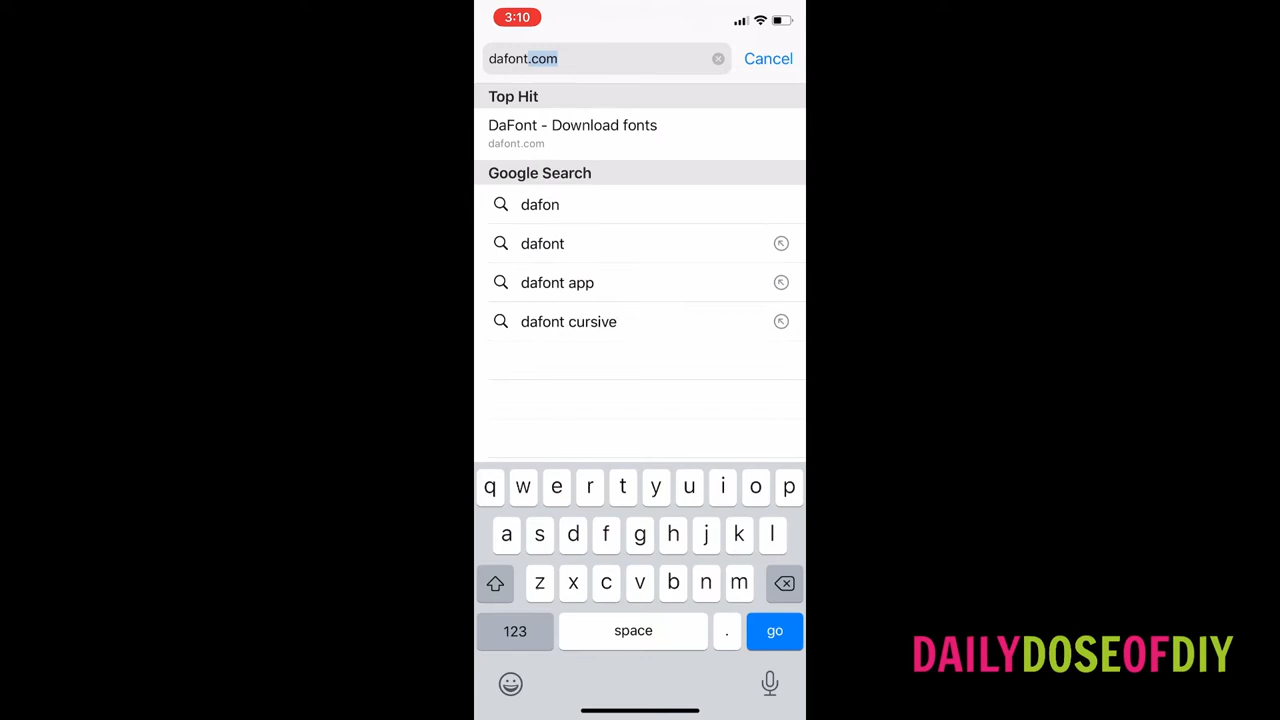 3:10
dafont.com
Cancel
Top Hit
DaFont - Download fonts
dafont.com
Google Search
dafon
dafont
dafont app
dafont cursive
q w e r t y u i o p
a s d f g h j k l
z x c v b n m
123 space . go
DAILYDOSEOFDIY